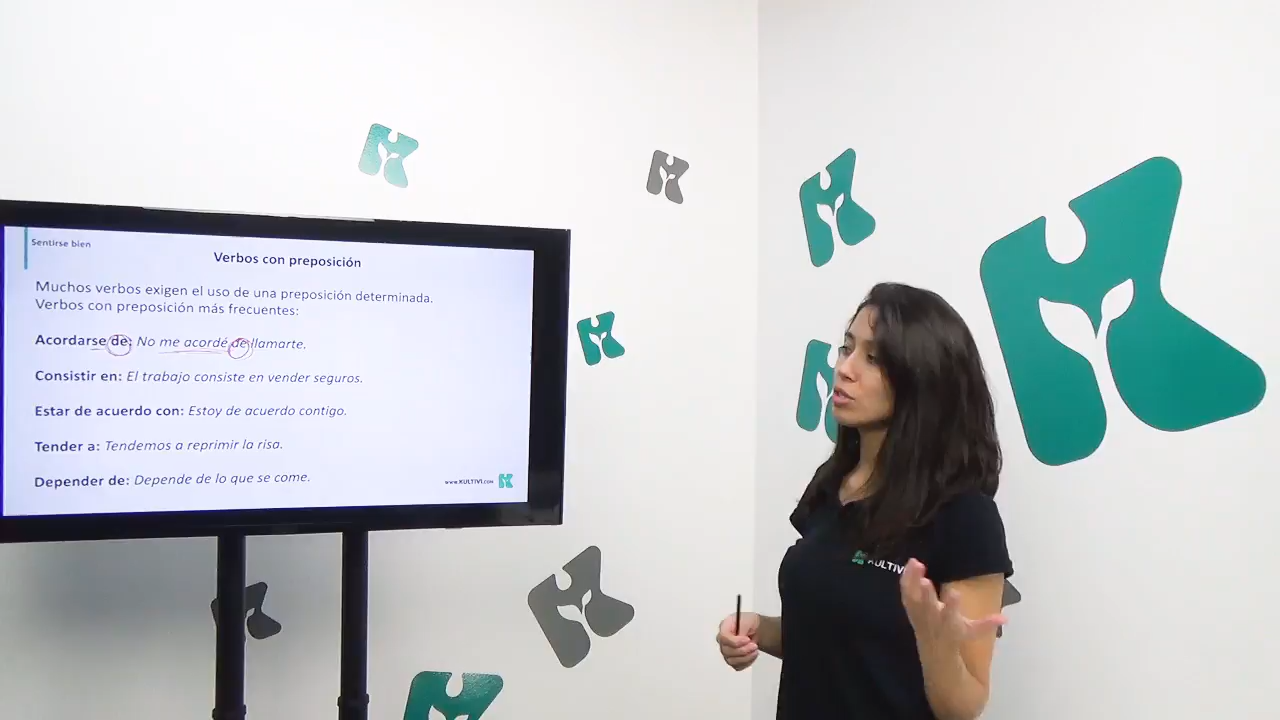 Sentirse bien
Verbos con preposición
Muchos verbos exigen el uso de una preposición determinada.
Verbos con preposición más frecuentes:
Acordarse de: No me acordé de llamarte.
Consistir en: El trabajo consiste en vender seguros.
Estar de acuerdo con: Estoy de acuerdo contigo.
Tender a: Tendemos a reprimir la risa.
Depender de: Depende de lo que se come.
www.KULTIVI.com
KULTIVI